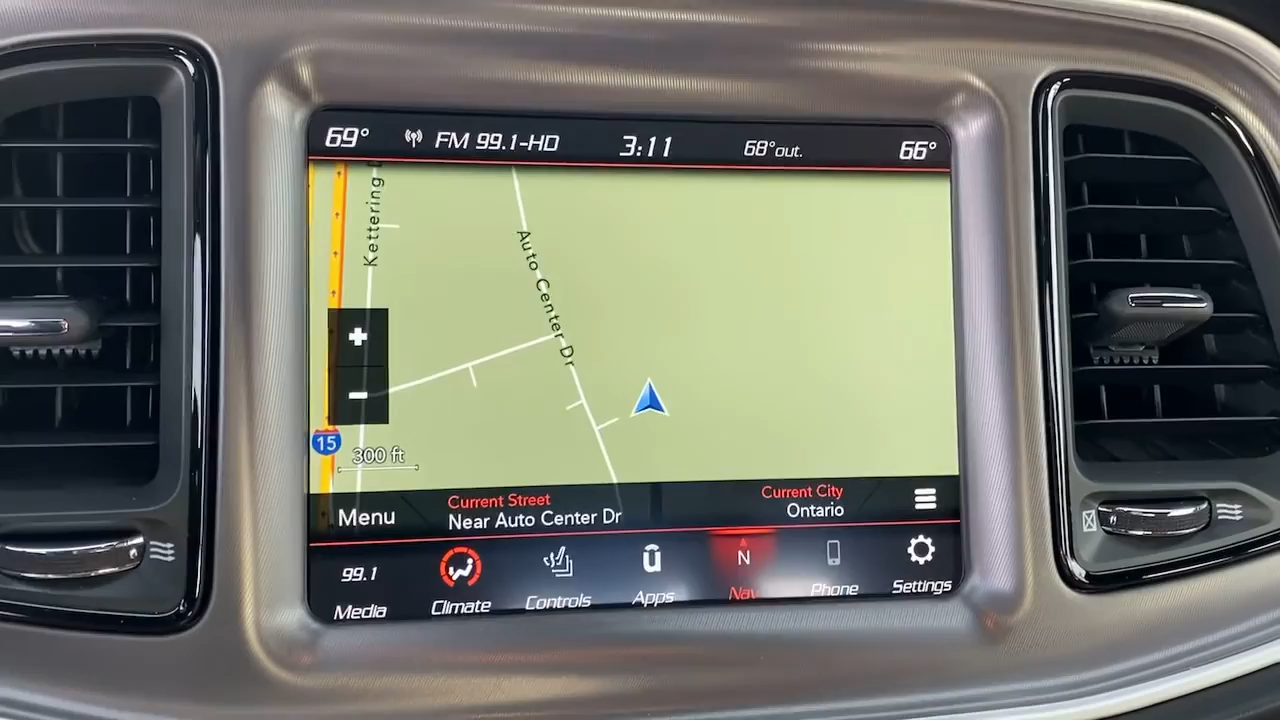 69° FM 99.1-HD 3:11 68°out. 66°
Kettering
Auto Center Dr
+
-
15
300 ft
Menu
Current Street
Near Auto Center Dr
Current City
Ontario
99.1
N
Media
Climate
Controls
Apps
Nav
Phone
Settings